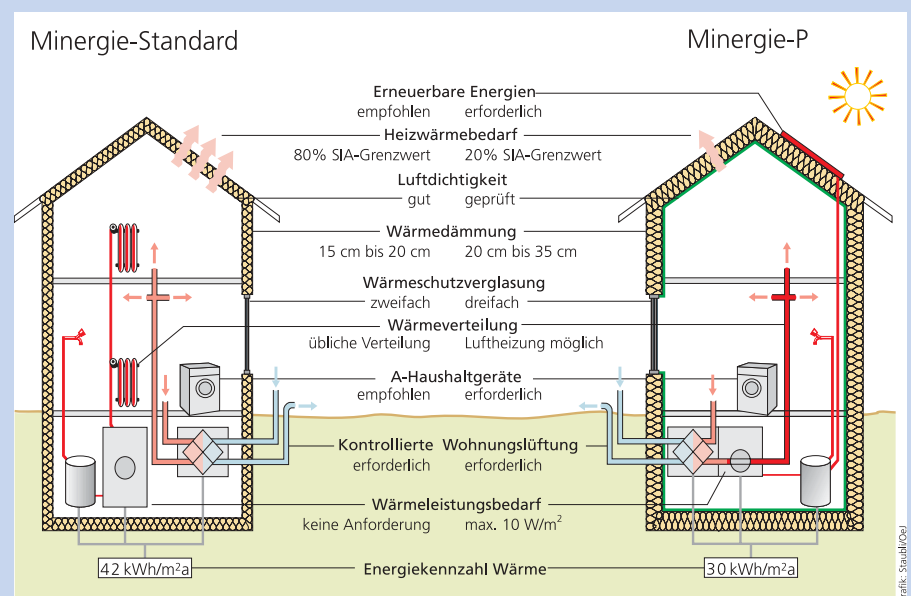 Minergie-Standard
Minergie-P
Erneuerbare Energien
empfohlen erforderlich
Heizwärmebedarf
80% SIA-Grenzwert 20% SIA-Grenzwert
Luftdichtigkeit
gut geprüft
Wärmedämmung
15 cm bis 20 cm 20 cm bis 35 cm
Wärmeschutzverglasung
zweifach dreifach
Wärmeverteilung
übliche Verteilung Luftheizung möglich
A-Haushaltgeräte
empfohlen erforderlich
Kontrollierte Wohnungslüftung
erforderlich erforderlich
Wärmeleistungsbedarf
keine Anforderung max. 10 W/m²
42 kWh/m²a Energiekennzahl Wärme 30 kWh/m²a
rafik: Staubli/OeJ